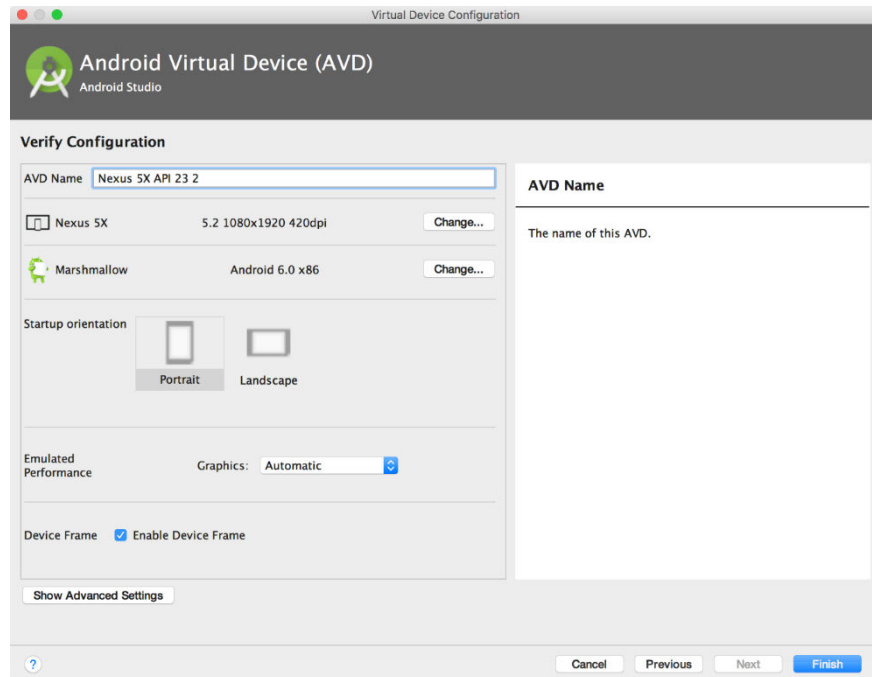 Virtual Device Configuration
Android Virtual Device (AVD)
Android Studio
Verify Configuration
AVD Name Nexus 5X API 23 2
Nexus 5X 5.2 1080x1920 420dpi Change...
Marshmallow Android 6.0 x86 Change...
Startup orientation
Portrait Landscape
Emulated
Performance
Graphics: Automatic
Device Frame Enable Device Frame
Show Advanced Settings
AVD Name
The name of this AVD.
? Cancel Previous Next Finish